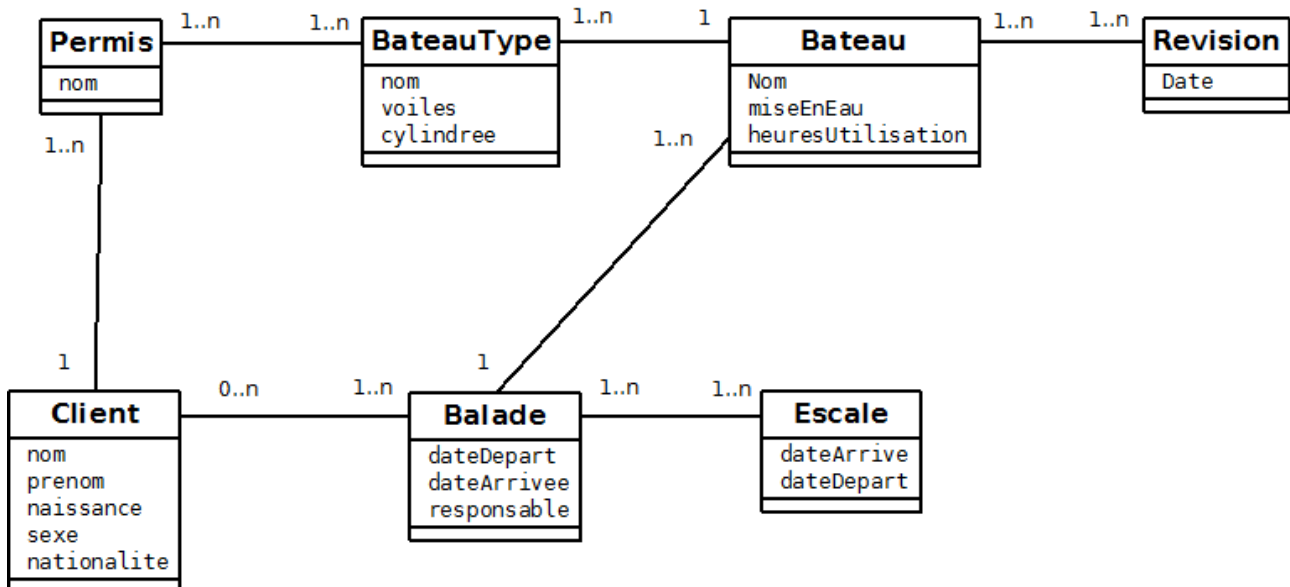 1..n 1..n 1..n 1 1..n 1..n
Permis
nom
BateauType
nom
voiles
cylindree
Bateau
Nom
miseEnEau
heuresUtilisation
Revision
Date
1..n
1..n
1
1
0..n 1..n 1..n 1..n
Client
nom
prenom
naissance
sexe
nationalite
Balade
dateDepart
dateArrivee
responsable
Escale
dateArrive
dateDepart